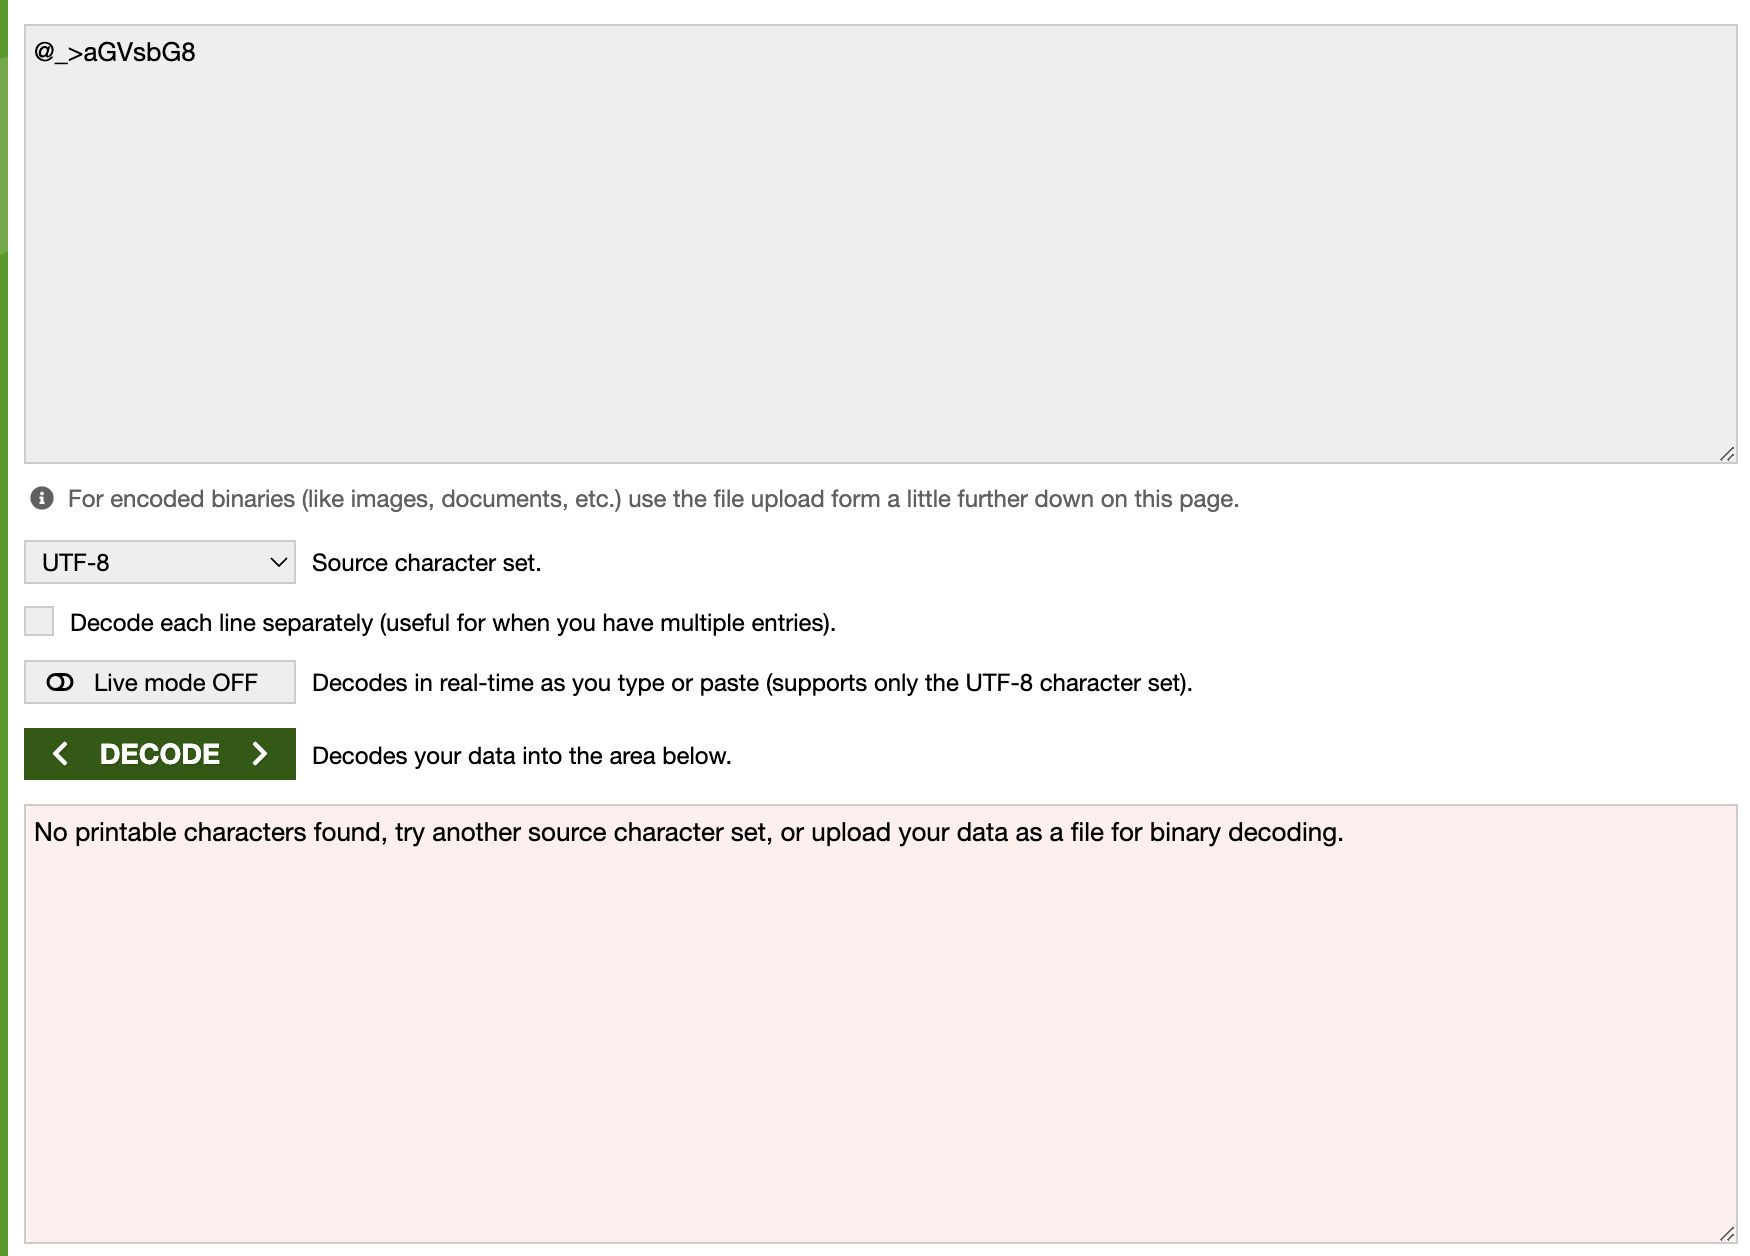 @_>aGVsbG8
For encoded binaries (like images, documents, etc.) use the file upload form a little further down on this page.
UTF-8 Source character set.
Decode each line separately (useful for when you have multiple entries).
Live mode OFF Decodes in real-time as you type or paste (supports only the UTF-8 character set).
< DECODE > Decodes your data into the area below.
No printable characters found, try another source character set, or upload your data as a file for binary decoding.